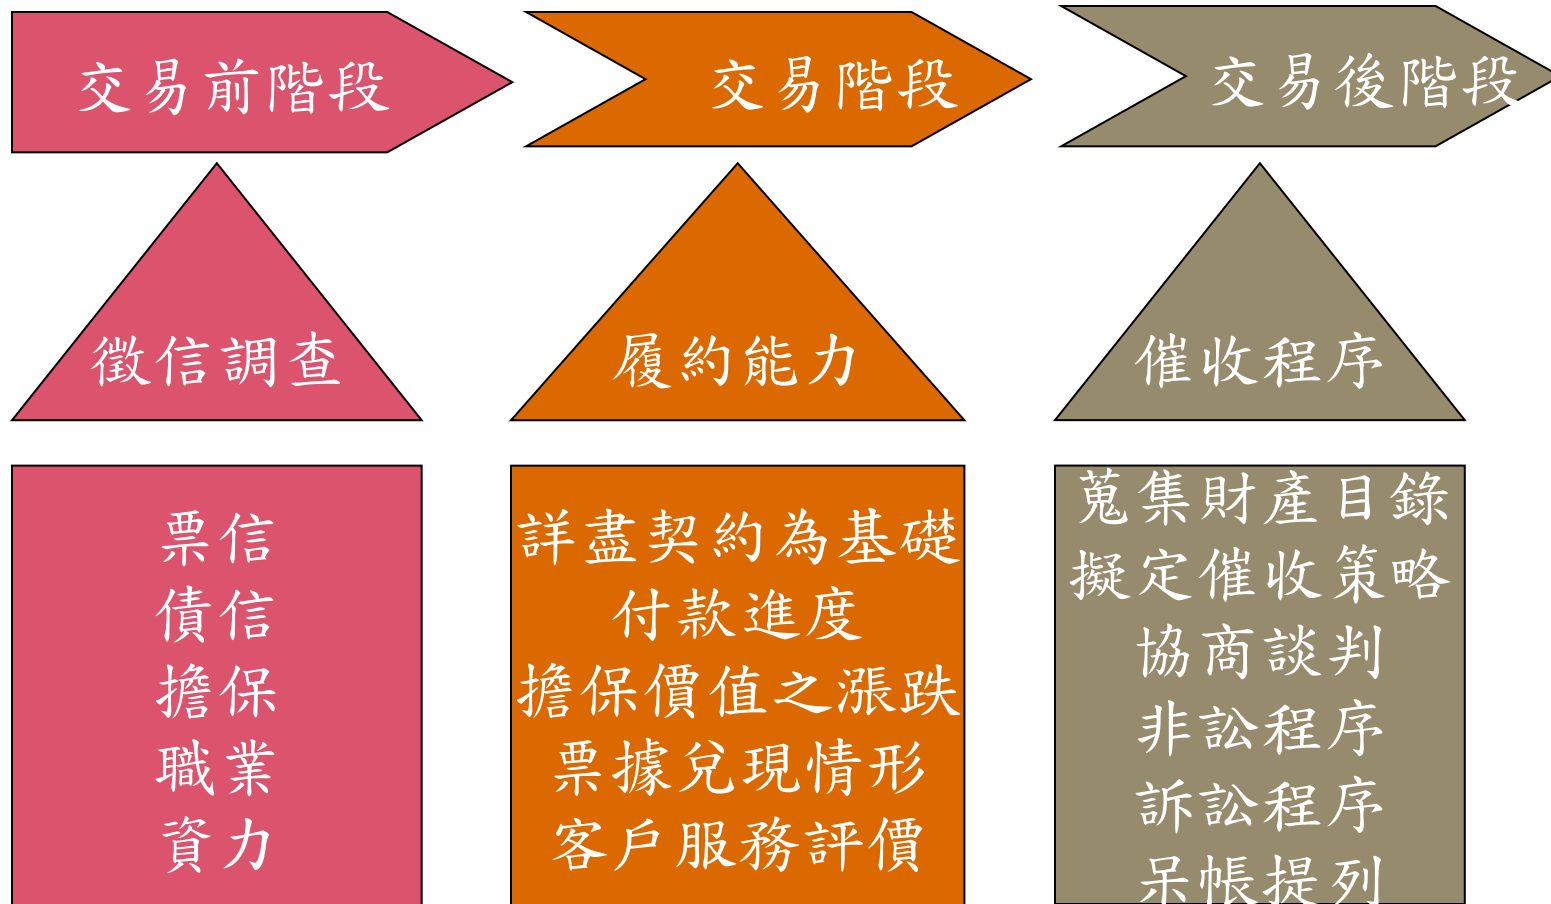 交易前階段
交易階段
交易後階段
徵信調查
履約能力
催收程序
票信
債信
擔保
職業
資力
詳盡契約為基礎
付款進度
擔保價值之漲跌
票據兌現情形
客戶服務評價
蒐集財產目錄
擬定催收策略
協商談判
非訟程序
訴訟程序
呆帳提列